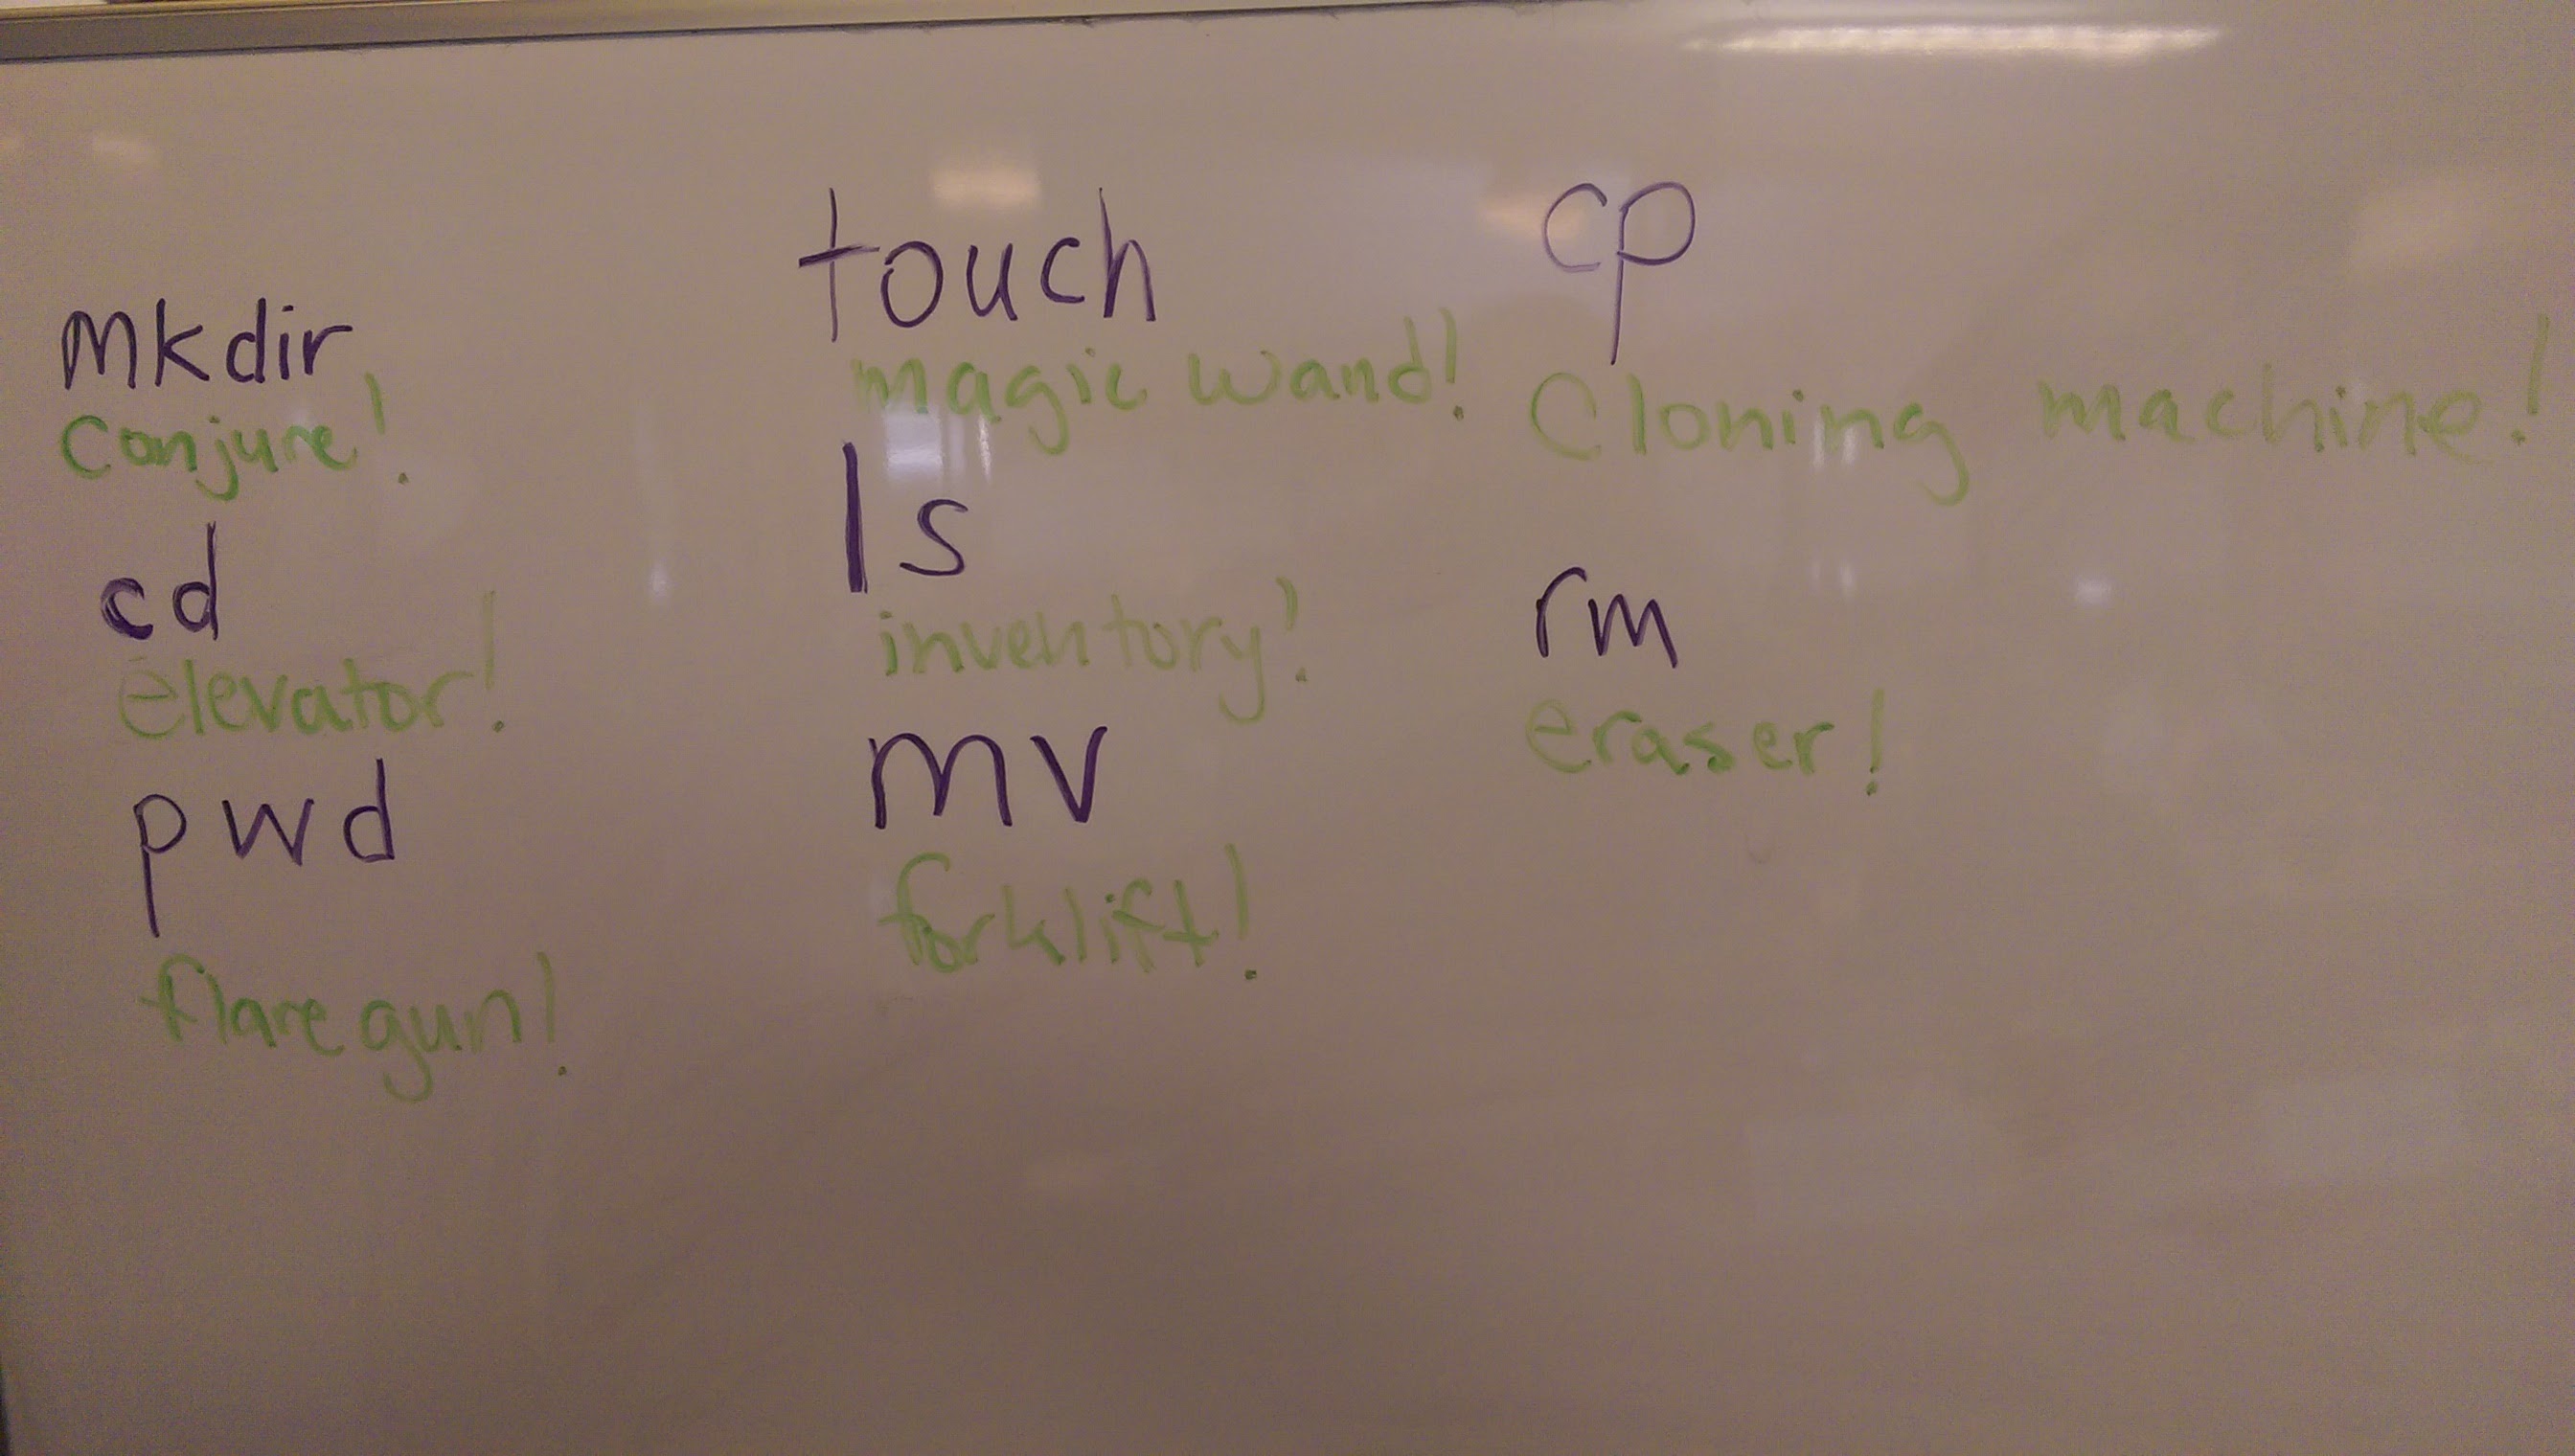 mkdir
Conjure!
cd
elevator!
pwd
flare gun!
touch
magic wand!
ls
inventory!
mv
forklift!
cp
Cloning machine!
rm
eraser!